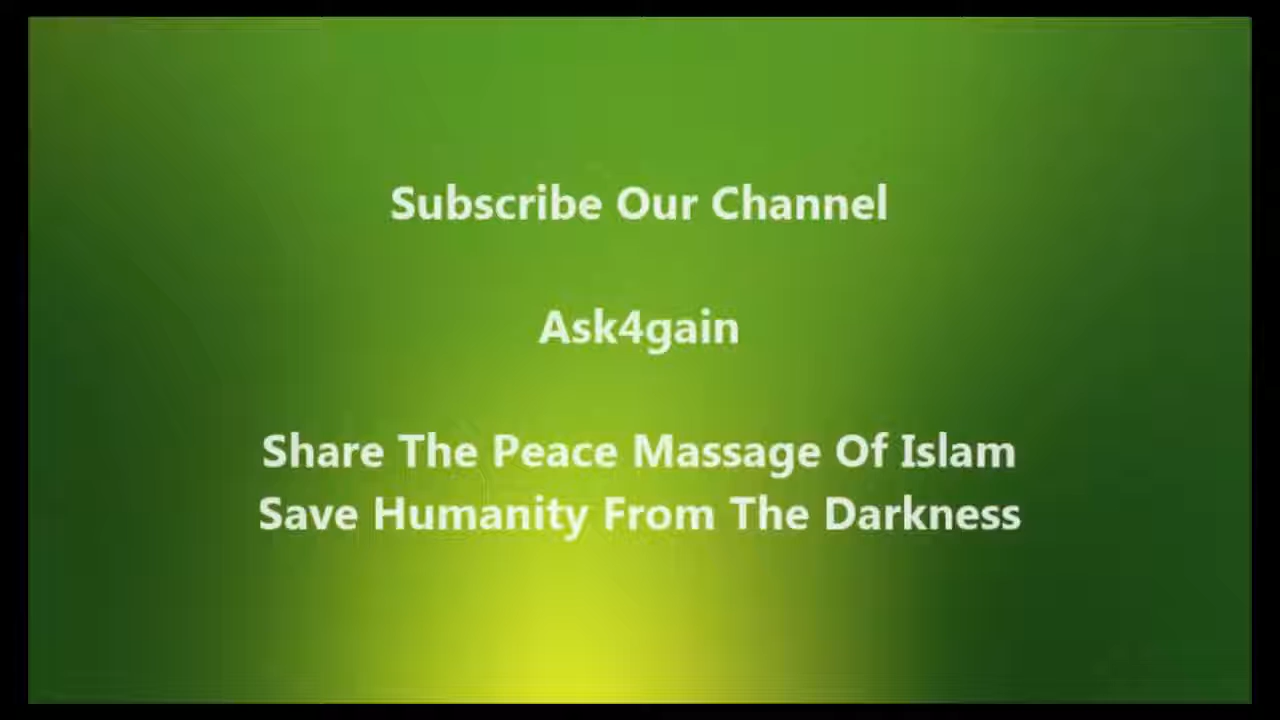 Subscribe Our Channel
Ask4gain
Share The Peace Massage Of Islam
Save Humanity From The Darkness